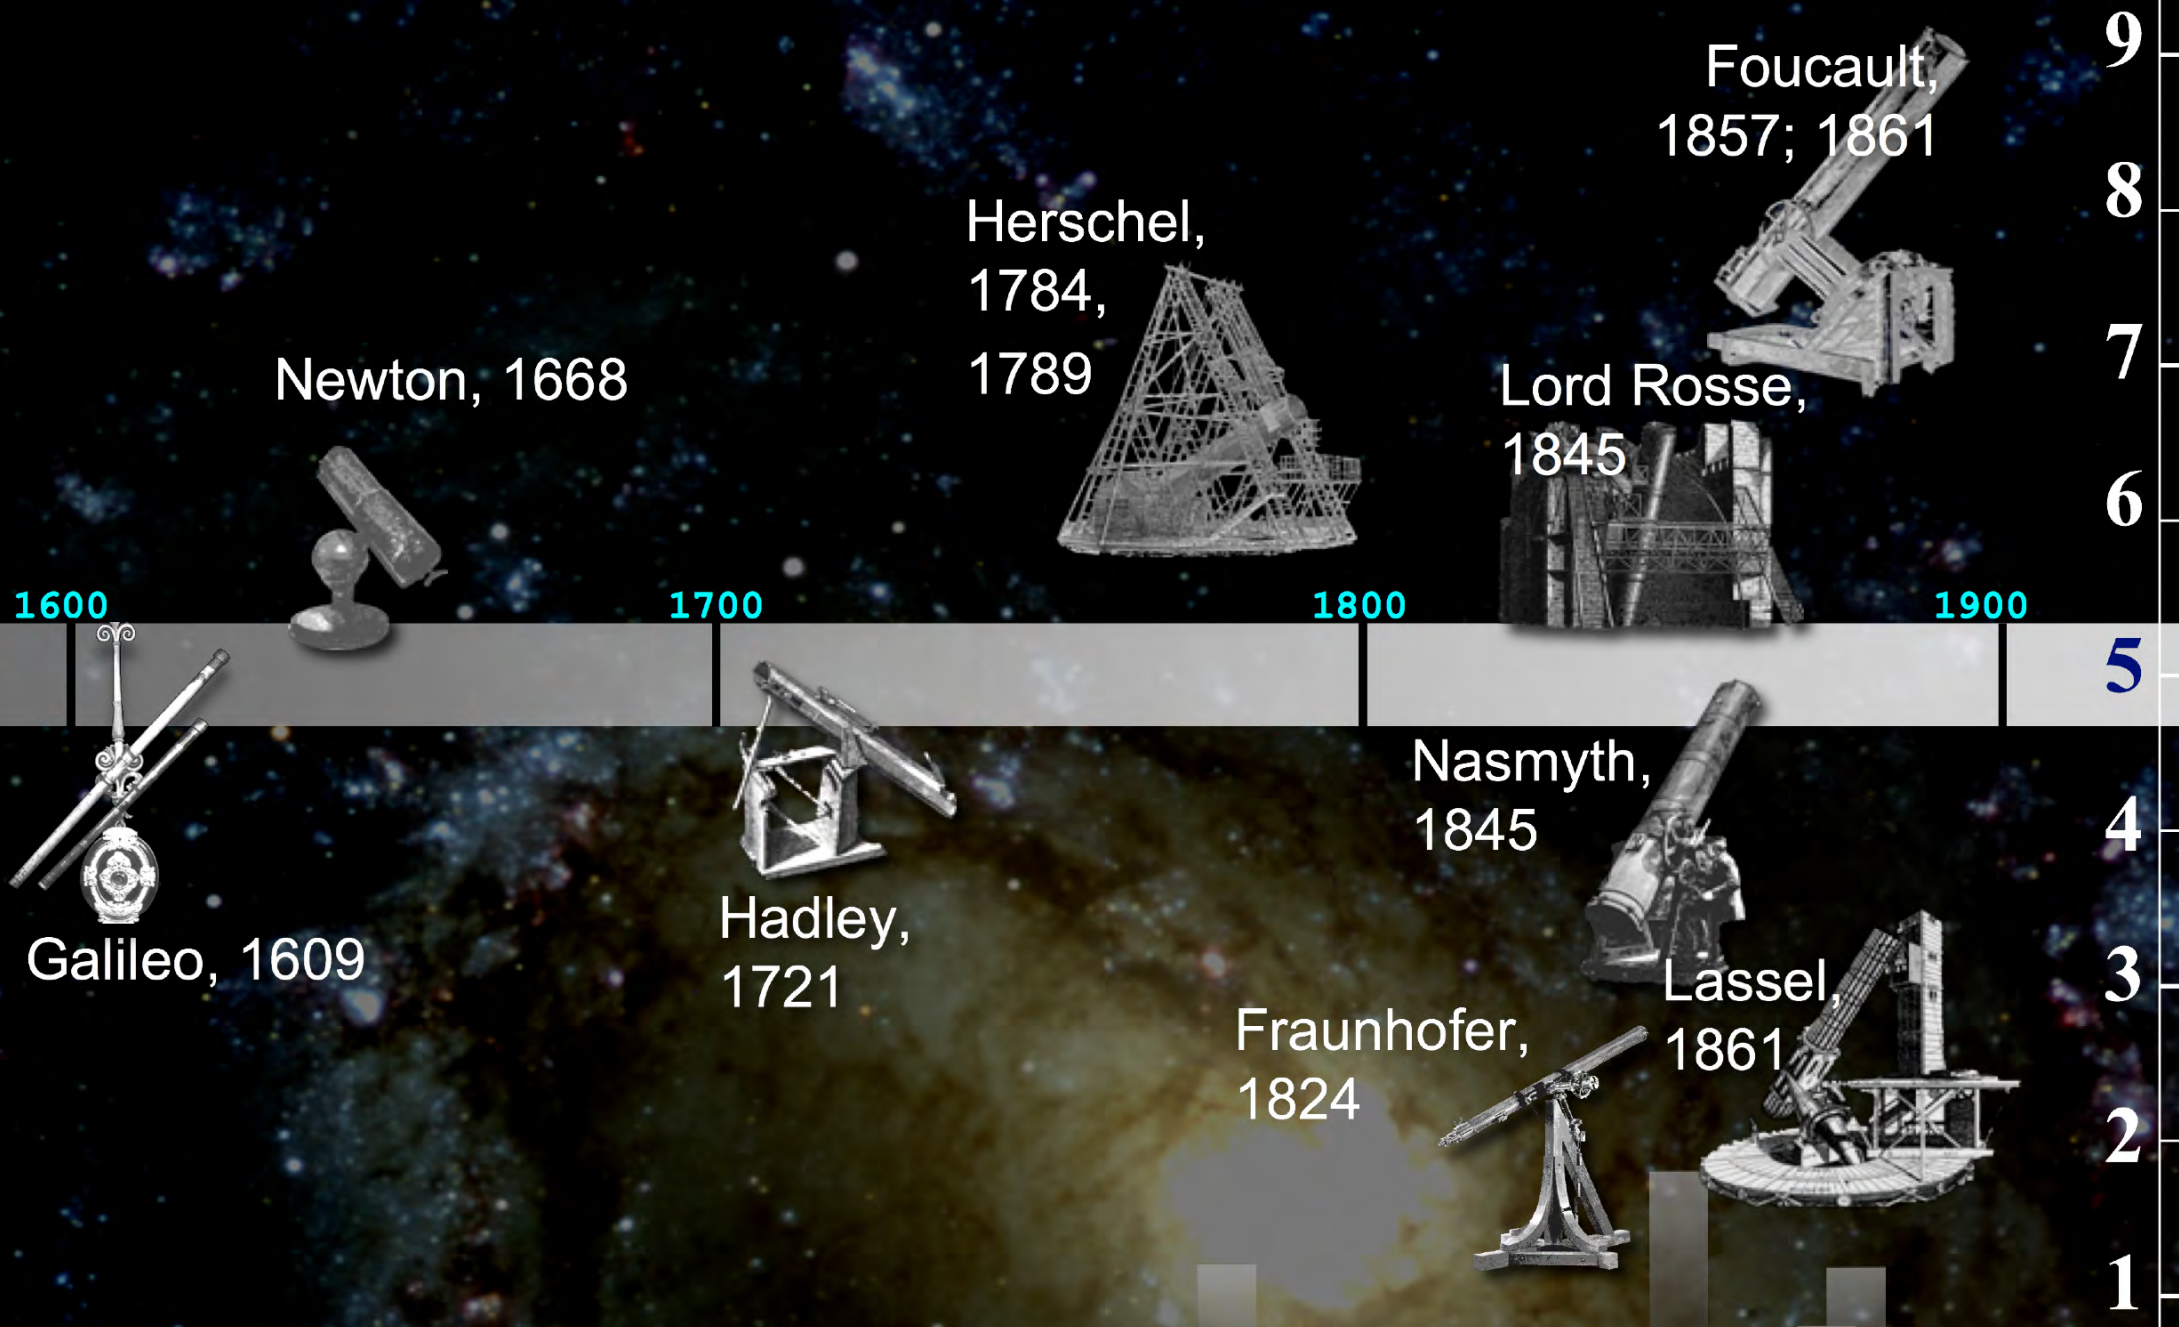 Foucault,
1857; 1861
Herschel,
1784,
1789
Newton, 1668
Lord Rosse,
1845
1600
1700
1800
1900
Nasmyth,
1845
Hadley,
1721
Galileo, 1609
Lassel,
1861
Fraunhofer,
1824
9
8
7
6
5
4
3
2
1